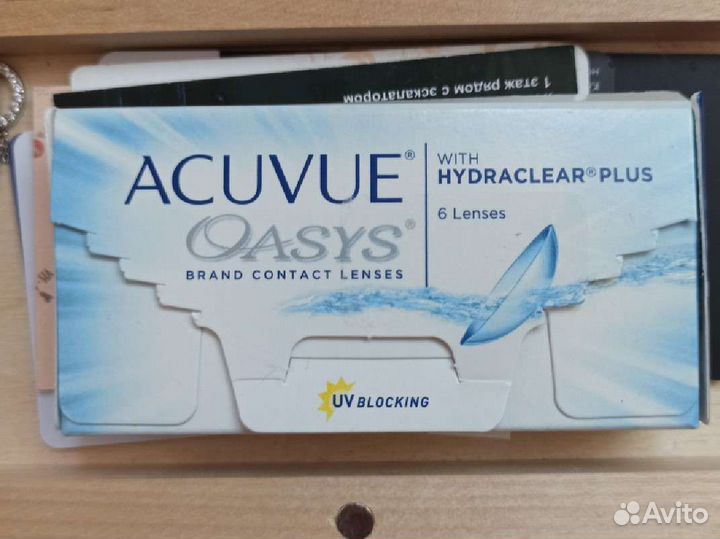 1 этаж рядом с эскалатором
ACUVUE®
OASYS®
BRAND CONTACT LENSES
WITH
HYDRACLEAR® PLUS
6 Lenses
UV BLOCKING
Avito